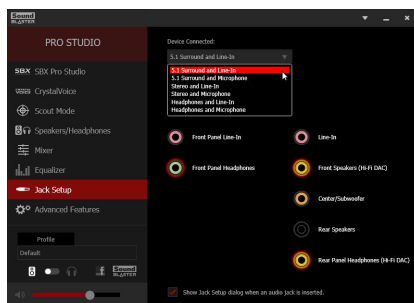 Sound
BLASTER
PRO STUDIO
SBX SBX Pro Studio
CrystalVoice
Scout Mode
Speakers/Headphones
Mixer
Equalizer
Jack Setup
Advanced Features
Profile
Default
Sound
BLASTER
Device Connected:
5.1 Surround and Line-In
5.1 Surround and Line-In
5.1 Surround and Microphone
Stereo and Line-In
Stereo and Microphone
Headphones and Line-In
Headphones and Microphone
Front Panel Line-In
Line-In
Front Panel Headphones
Front Speakers (Hi-Fi DAC)
Center/Subwoofer
Rear Speakers
Rear Panel Headphones (Hi-Fi DAC)
Show Jack Setup dialog when an audio jack is inserted.